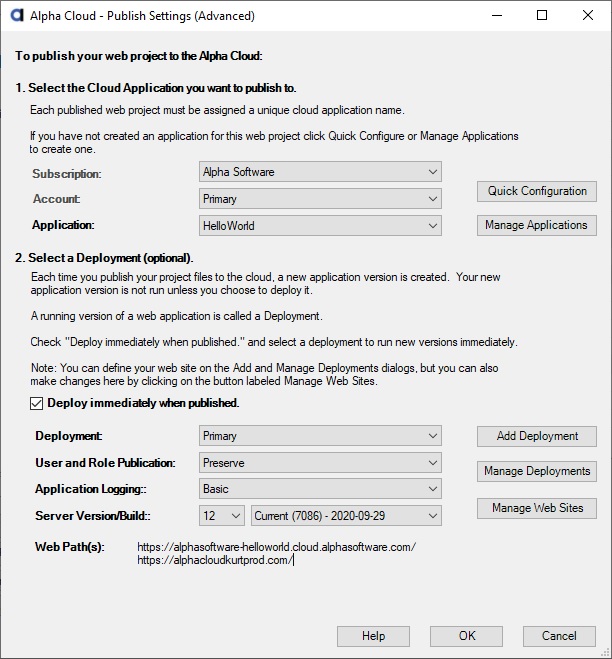 Alpha Cloud - Publish Settings (Advanced)
To publish your web project to the Alpha Cloud:
1. Select the Cloud Application you want to publish to.
Each published web project must be assigned a unique cloud application name.
If you have not created an application for this web project click Quick Configure or Manage Applications
to create one.
Subscription: Alpha Software
Quick Configuration
Account: Primary
Application: HelloWorld Manage Applications
2. Select a Deployment (optional).
Each time you publish your project files to the cloud, a new application version is created.  Your new
application version is not run unless you choose to deploy it.
A running version of a web application is called a Deployment.
Check "Deploy immediately when published." and select a deployment to run new versions immediately.
Note: You can define your web site on the Add and Manage Deployments dialogs, but you can also
make changes here by clicking on the button labeled Manage Web Sites.
Deploy immediately when published.
Deployment: Primary Add Deployment
User and Role Publication: Preserve Manage Deployments
Application Logging:: Basic
Server Version/Build:: 12 Current (7086) - 2020-09-29 Manage Web Sites
Web Path(s): https://alphasoftware-helloworld.cloud.alphasoftware.com/
https://alphacloudkurtprod.com/
Help OK Cancel